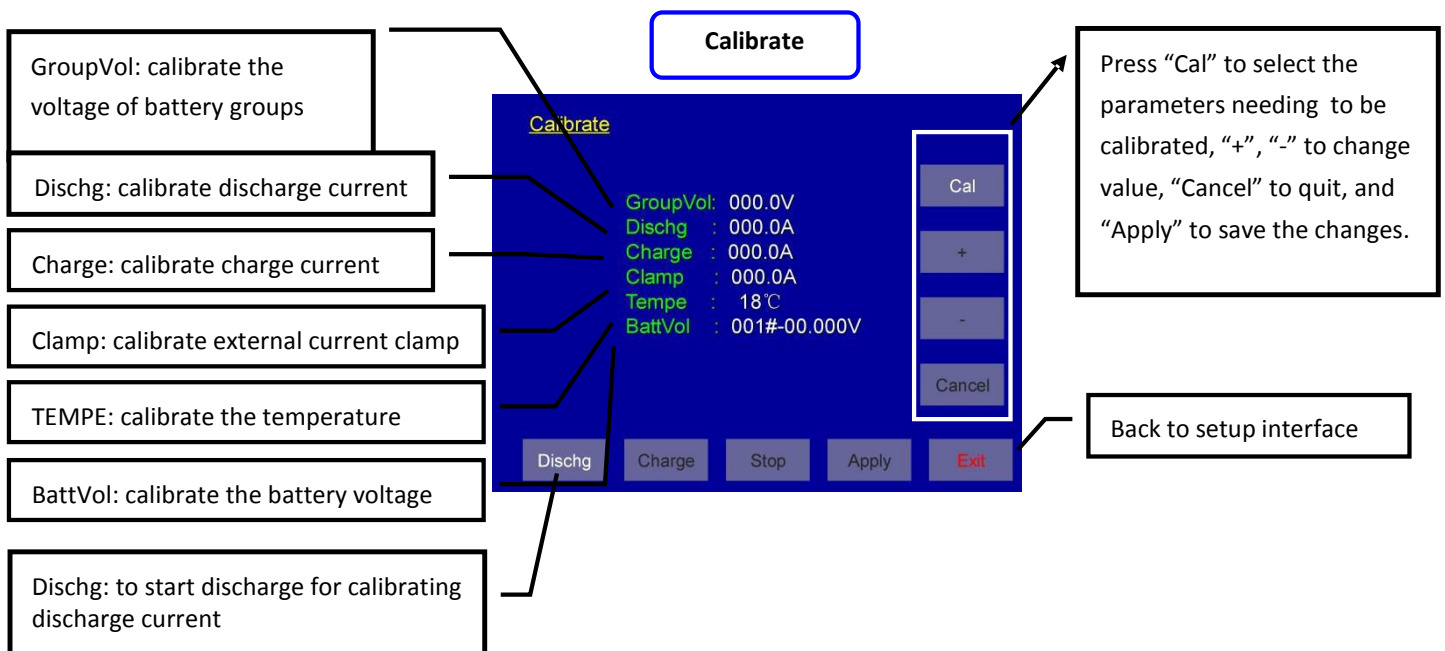 Calibrate
GroupVol: calibrate the
voltage of battery groups
Dischg: calibrate discharge current
Charge: calibrate charge current
Clamp: calibrate external current clamp
TEMPE: calibrate the temperature
BattVol: calibrate the battery voltage
Dischg: to start discharge for calibrating
discharge current
Calibrate
GroupVol: 000.0V
Dischg : 000.0A
Charge : 000.0A
Clamp : 000.0A
Tempe : 18℃
BattVol : 001#-00.000V
Cal
+
-
Cancel
Dischg Charge Stop Apply Exit
Press “Cal” to select the
parameters needing to be
calibrated, “+”, “-” to change
value, “Cancel” to quit, and
“Apply” to save the changes.
Back to setup interface